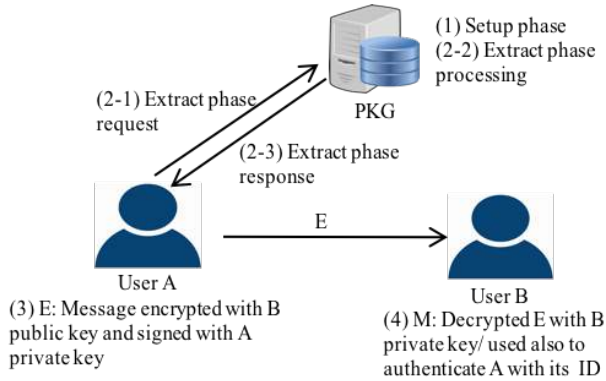 (1) Setup phase
(2-2) Extract phase
processing
PKG
(2-1) Extract phase
request
(2-3) Extract phase
response
E
User A
User B
(3) E: Message encrypted with B
public key and signed with A
private key
(4) M: Decrypted E with B
private key/ used also to
authenticate A with its ID